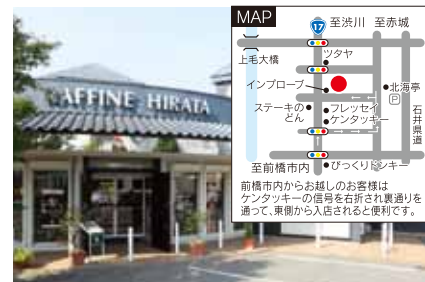 AFFINE HIRATA
MAP
17
至渋川 至赤城
上毛大橋
ツタヤ
インプローブ
北海亭
P
ステーキの
どん
フレッセイ
ケンタッキー
石井県道
至前橋市内
びっくりドンキー
前橋市内からお越しのお客様は
ケンタッキーの信号を右折され裏通りを
通って、東側から入店されると便利です。